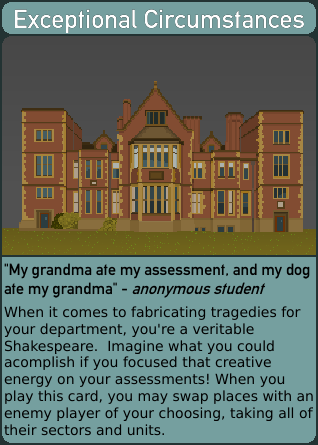 Exceptional Circumstances
"My grandma ate my assessment, and my dog
ate my grandma" - anonymous student
When it comes to fabricating tragedies for
your department, you're a veritable
Shakespeare.  Imagine what you could
acomplish if you focused that creative
energy on your assessments! When you
play this card, you may swap places with an
enemy player of your choosing, taking all of
their sectors and units.